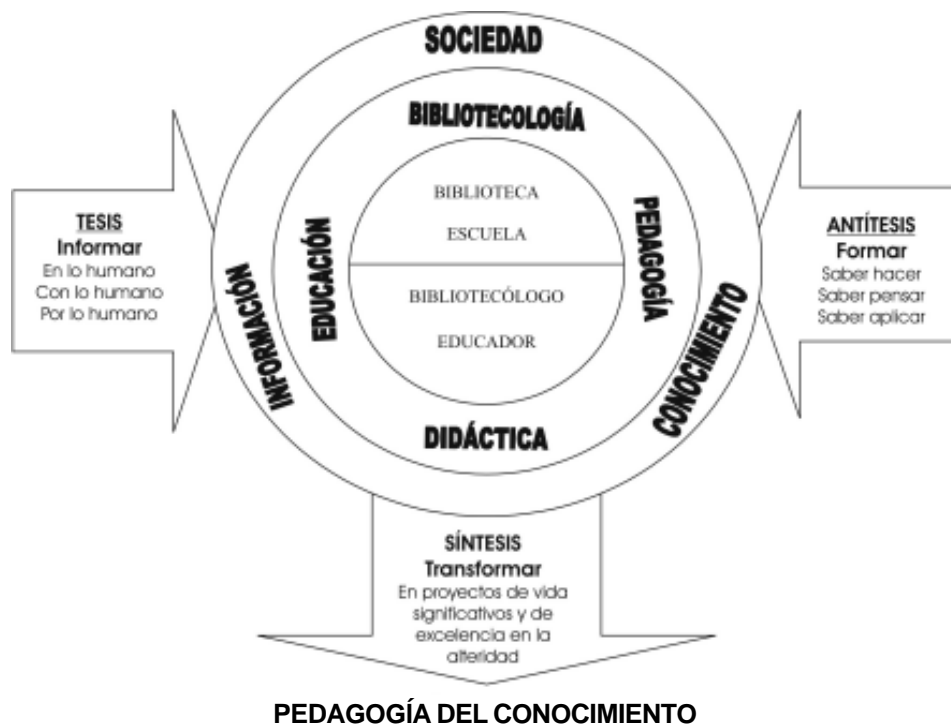 SOCIEDAD
BIBLIOTECOLOGÍA
BIBLIOTECA
ESCUELA
BIBLIOTECÓLOGO
EDUCADOR
EDUCACIÓN
PEDAGOGÍA
DIDÁCTICA
INFORMACIÓN
CONOCIMIENTO
TESIS
Informar
En lo humano
Con lo humano
Por lo humano
ANTÍTESIS
Formar
Saber hacer
Saber pensar
Saber aplicar
SÍNTESIS
Transformar
En proyectos de vida
significativos y de
excelencia en la
alteridad
PEDAGOGÍA DEL CONOCIMIENTO